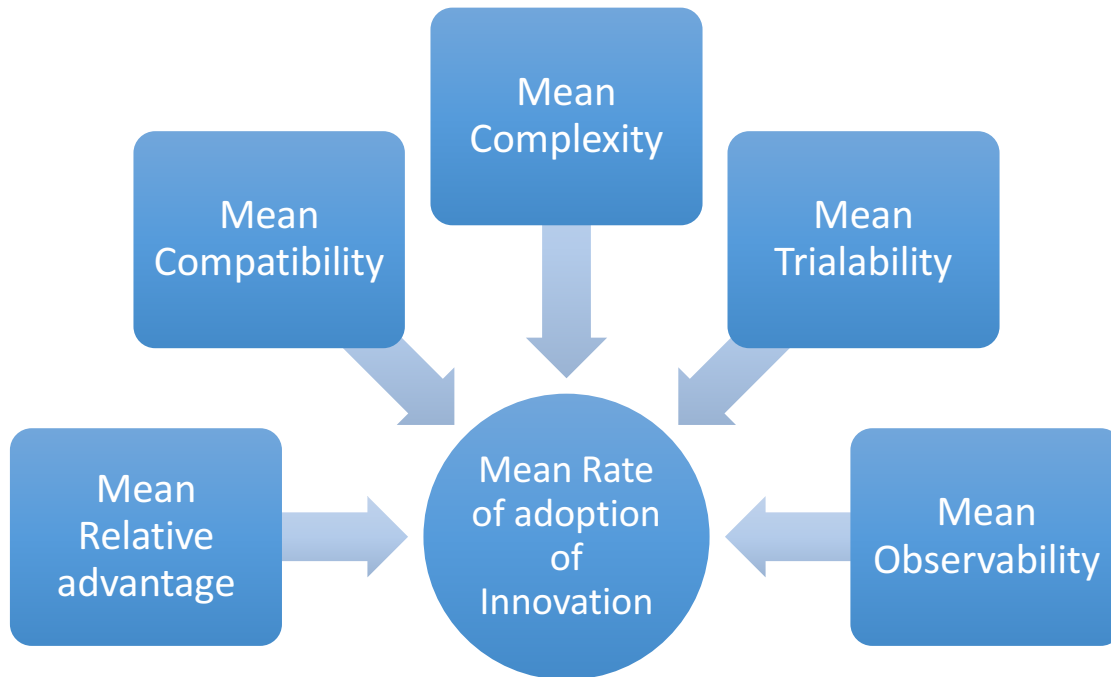 Mean
Complexity
Mean
Compatibility
Mean
Trialability
Mean
Relative
advantage
Mean Rate
of adoption
of
Innovation
Mean
Observability